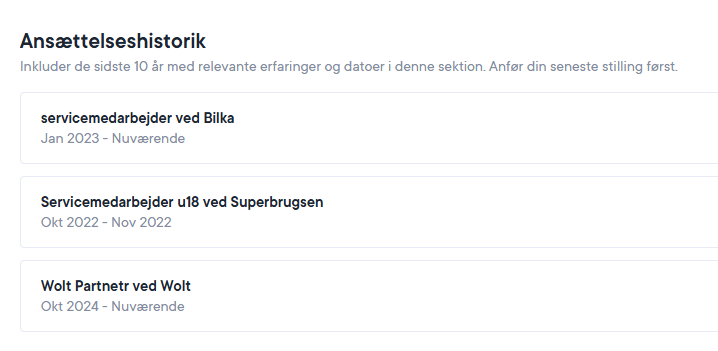 Ansættelseshistorik
Inkluder de sidste 10 år med relevante erfaringer og datoer i denne sektion. Anfør din seneste stilling først.
servicemedarbejder ved Bilka
Jan 2023 - Nuværende
Servicemedarbejder u18 ved Superbrugsen
Okt 2022 - Nov 2022
Wolt Partnetr ved Wolt
Okt 2024 - Nuværende